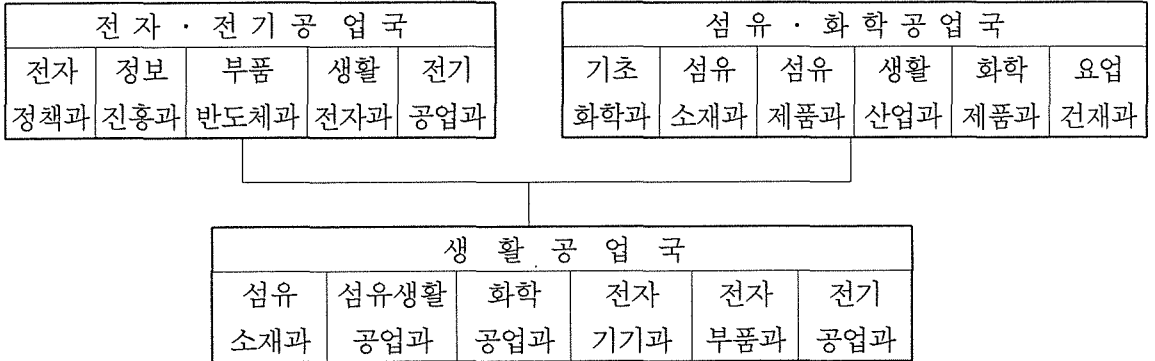 전 자 · 전 기 공 업 국
전자 정보 부품 생활 전기
정책과 진흥과 반도체과 전자과 공업과
섬 유 · 화 학 공 업 국
기초 섬유 섬유 생활 화학 요업
화학과 소재과 제품과 산업과 제품과 건재과
생 활 공 업 국
섬유 섬유생활 화학 전자 전자 전기
소재과 공업과 공업과 기기과 부품과 공업과